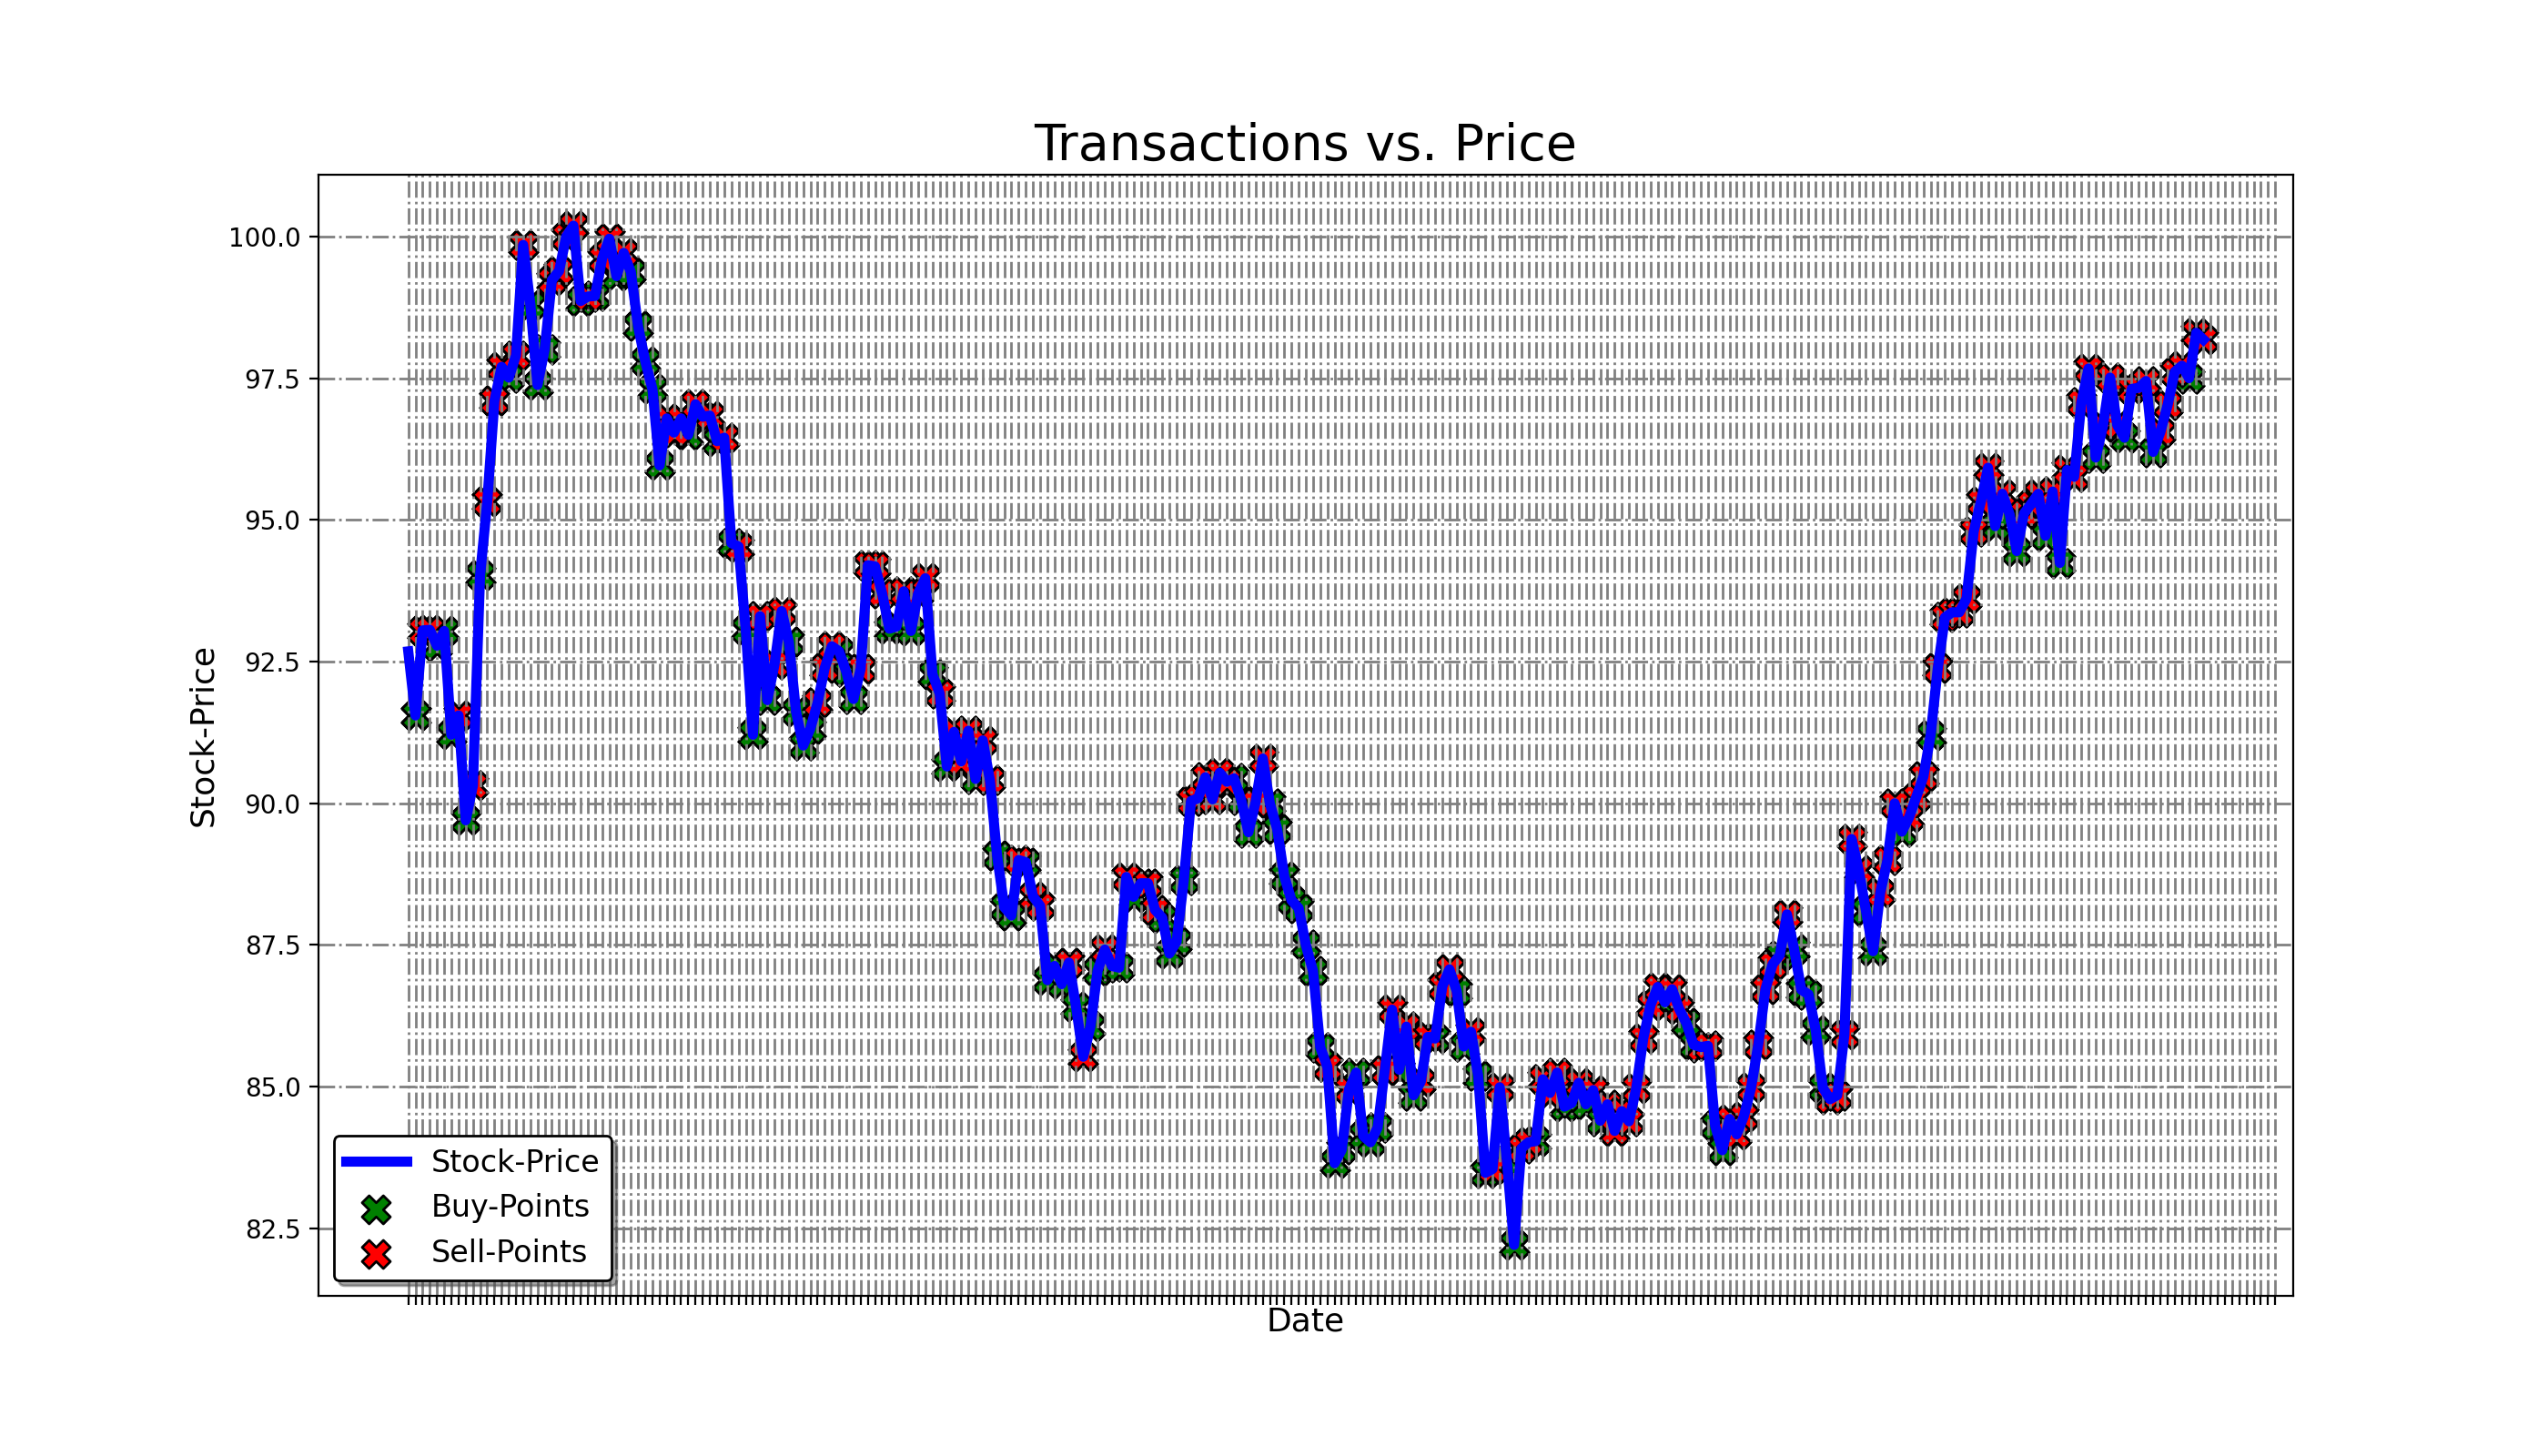 Transactions vs. Price
Stock-Price
100.0
97.5
95.0
92.5
90.0
87.5
85.0
82.5
Stock-Price
Buy-Points
Sell-Points
Date